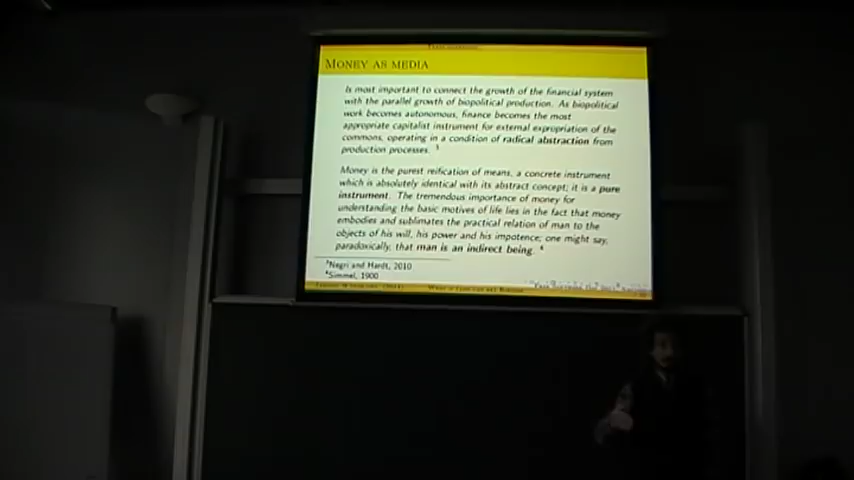 MONEY AS MEDIA
Is most important to connect the growth of the financial system
with the parallel growth of biopolitical production. As biopolitical
work becomes autonomous, finance becomes the most
appropriate capitalist instrument for external expropriation of the
commons, operating in a condition of radical abstraction from
production processes. 3
Money is the purest reification of means, a concrete instrument
which is absolutely identical with its abstract concept; it is a pure
instrument. The tremendous importance of money for
understanding the basic motives of life lies in the fact that money
embodies and sublimates the practical relation of man to the
objects of his will, his power and his impotence; one might say,
paradoxically, that man is an indirect being. 4
3Negri and Hardt, 2010
4Simmel, 1900